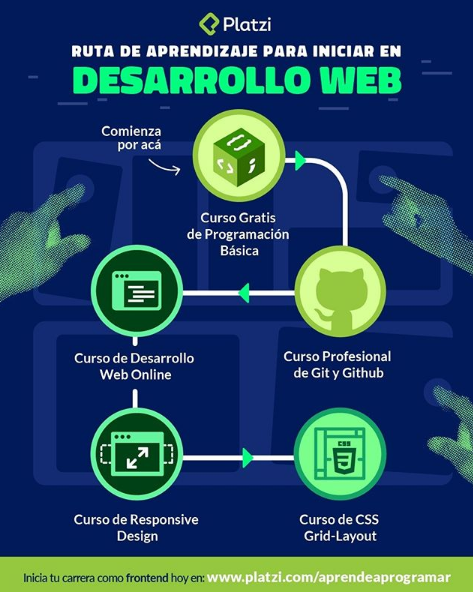 Platzi
RUTA DE APRENDIZAJE PARA INICIAR EN
DESARROLLO WEB
Comienza
por acá
Curso Gratis
de Programación
Básica
Curso de Desarrollo
Web Online
Curso Profesional
de Git y Github
CSS
Curso de Responsive
Design
Curso de CSS
Grid-Layout
Inicia tu carrera como frontend hoy en: www.platzi.com/aprendeaprogramar